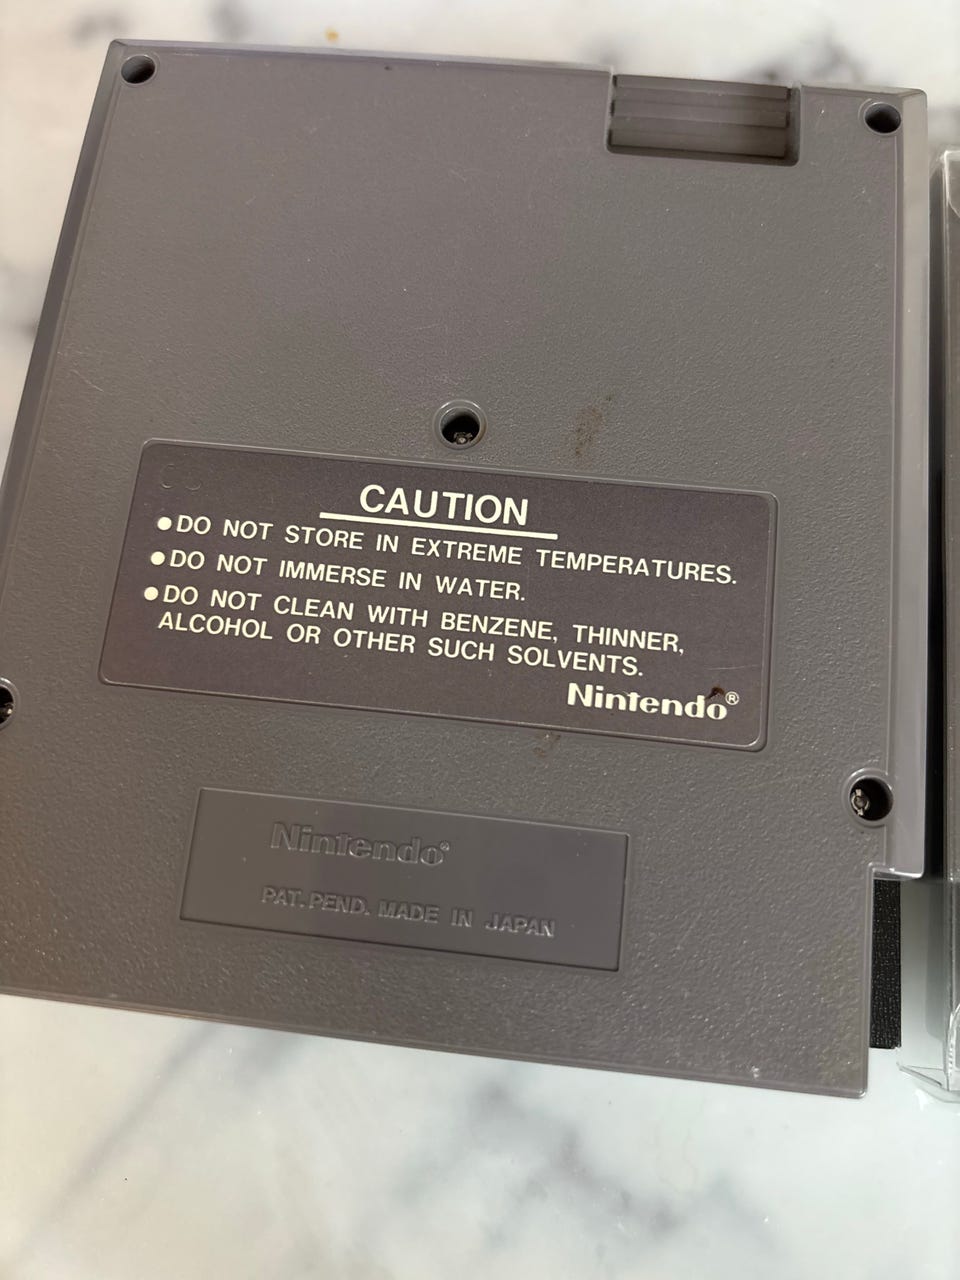 CAUTION
●DO NOT STORE IN EXTREME TEMPERATURES.
●DO NOT IMMERSE IN WATER.
●DO NOT CLEAN WITH BENZENE, THINNER,
ALCOHOL OR OTHER SUCH SOLVENTS.
Nintendo®
Nintendo®
PAT. PEND. MADE IN JAPAN